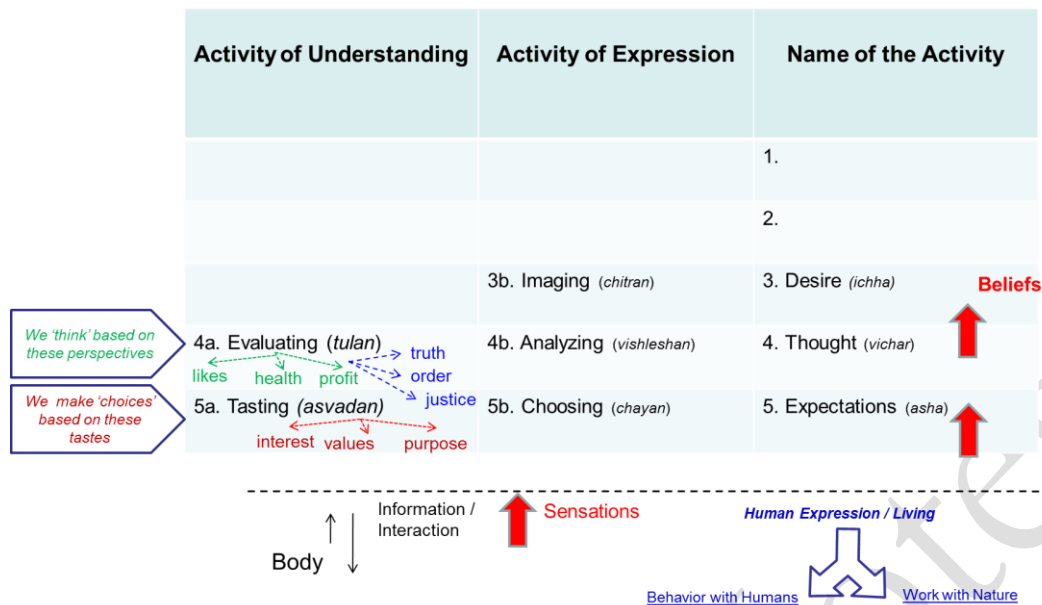 Activity of Understanding Activity of Expression Name of the Activity
1.
2.
3b. Imaging (chitran) 3. Desire (ichha) Beliefs
We 'think' based on
these perspectives
4a. Evaluating (tulan) 4b. Analyzing (vishleshan) 4. Thought (vichar)
truth
likes health profit order
justice
We make 'choices'
based on these
tastes
5a. Tasting (asvadan) 5b. Choosing (chayan) 5. Expectations (asha)
interest values purpose
Information /
Interaction
Sensations
Human Expression / Living
Body
Behavior with Humans Work with Nature